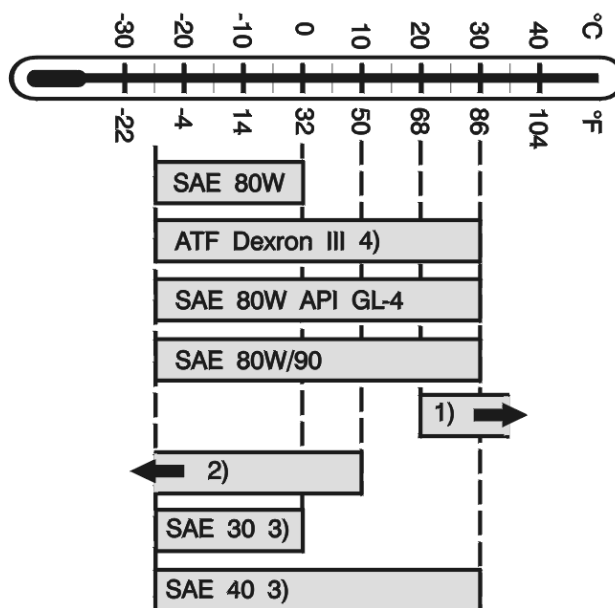 -30 -20 -10 0 10 20 30 40 °C
-22 -4 14 32 50 68 86 104 °F
SAE 80W
ATF Dexron III 4)
SAE 80W API GL-4
SAE 80W/90
1)
2)
SAE 30 3)
SAE 40 3)